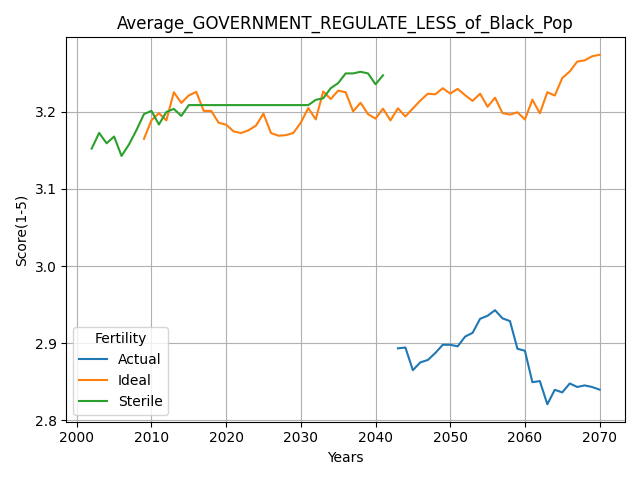 Average_GOVERNMENT_REGULATE_LESS_of_Black_Pop
Score(1-5)
3.2
3.1
3.0
2.9
2.8
Fertility
Actual
Ideal
Sterile
2000 2010 2020 2030 2040 2050 2060 2070
Years